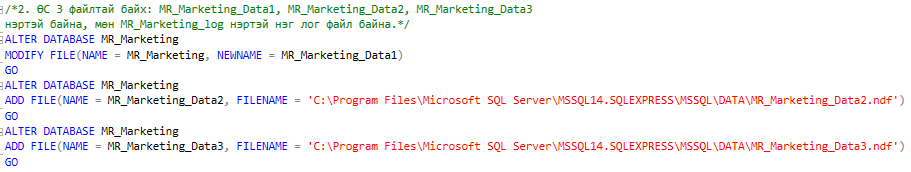 /*2. ӨС 3 файлтай байх: MR_Marketing_Data1, MR_Marketing_Data2, MR_Marketing_Data3
нэртэй байна, мөн MR_Marketing_log нэртэй нэг лог файл байна.*/
ALTER DATABASE MR_Marketing
MODIFY FILE(NAME = MR_Marketing, NEWNAME = MR_Marketing_Data1)
GO
ALTER DATABASE MR_Marketing
ADD FILE(NAME = MR_Marketing_Data2, FILENAME = 'C:\Program Files\Microsoft SQL Server\MSSQL14.SQLEXPRESS\MSSQL\DATA\MR_Marketing_Data2.ndf')
GO
ALTER DATABASE MR_Marketing
ADD FILE(NAME = MR_Marketing_Data3, FILENAME = 'C:\Program Files\Microsoft SQL Server\MSSQL14.SQLEXPRESS\MSSQL\DATA\MR_Marketing_Data3.ndf')
GO